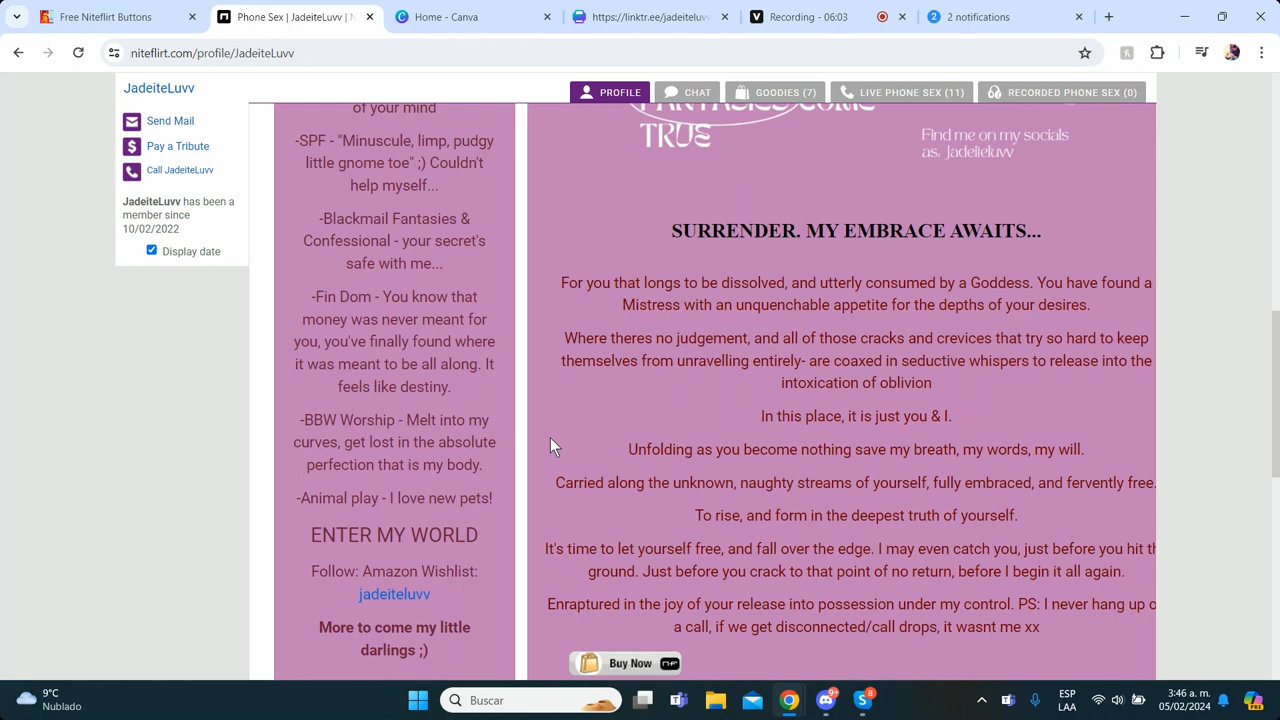 Free Niteflirt Buttons
Phone Sex | JadeiteLuvv | N
Home - Canva
https://linktr.ee/jadeiteluvv
Recording - 06:03
2 notifications
niteflirt.com/profile/JadeiteLuvv
JadeiteLuvv
PROFILE
CHAT
GOODIES (7)
LIVE PHONE SEX (11)
RECORDED PHONE SEX (0)
Send Mail
Pay a Tribute
Call JadeiteLuvv
JadeiteLuvv has been a
member since
10/02/2022
Display date
of your mind
-SPF - "Minuscule, limp, pudgy
little gnome toe" ;) Couldn't
help myself...
-Blackmail Fantasies &
Confessional - your secret's
safe with me...
-Fin Dom - You know that
money was never meant for
you, you've finally found where
it was meant to be all along. It
feels like destiny.
-BBW Worship - Melt into my
curves, get lost in the absolute
perfection that is my body.
-Animal play - I love new pets!
ENTER MY WORLD
Follow: Amazon Wishlist:
jadeiteluvv
More to come my little
darlings ;)
FANTASIES COME
TRUE
Find me on my socials
as, Jadeiteluvv
SURRENDER. MY EMBRACE AWAITS...
For you that longs to be dissolved, and utterly consumed by a Goddess. You have found a
Mistress with an unquenchable appetite for the depths of your desires.
Where theres no judgement, and all of those cracks and crevices that try so hard to keep
themselves from unravelling entirely- are coaxed in seductive whispers to release into the
intoxication of oblivion
In this place, it is just you & I.
Unfolding as you become nothing save my breath, my words, my will.
Carried along the unknown, naughty streams of yourself, fully embraced, and fervently free.
To rise, and form in the deepest truth of yourself.
It's time to let yourself free, and fall over the edge. I may even catch you, just before you hit th
ground. Just before you crack to that point of no return, before I begin it all again.
Enraptured in the joy of your release into possession under my control. PS: I never hang up o
a call, if we get disconnected/call drops, it wasnt me xx
Buy Now
9°C
Nublado
Buscar
ESP
LAA
3:46 a. m.
05/02/2024